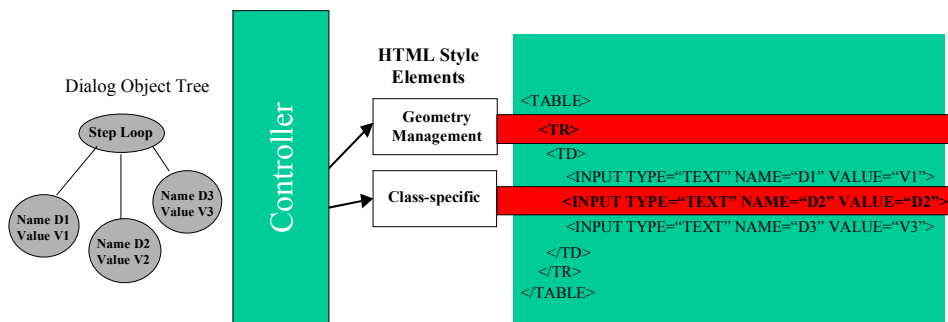 Dialog Object Tree
Step Loop
Name D1
Value V1
Name D2
Value V2
Name D3
Value V3
Controller
HTML Style
Elements
Geometry
Management
Class-specific
<TABLE>
<TR>
<TD>
<INPUT TYPE=“TEXT” NAME=“D1” VALUE=“V1”>
<INPUT TYPE=“TEXT” NAME=“D2” VALUE=“D2”>
<INPUT TYPE=“TEXT” NAME=“D3” VALUE=“V3”>
</TD>
</TR>
</TABLE>